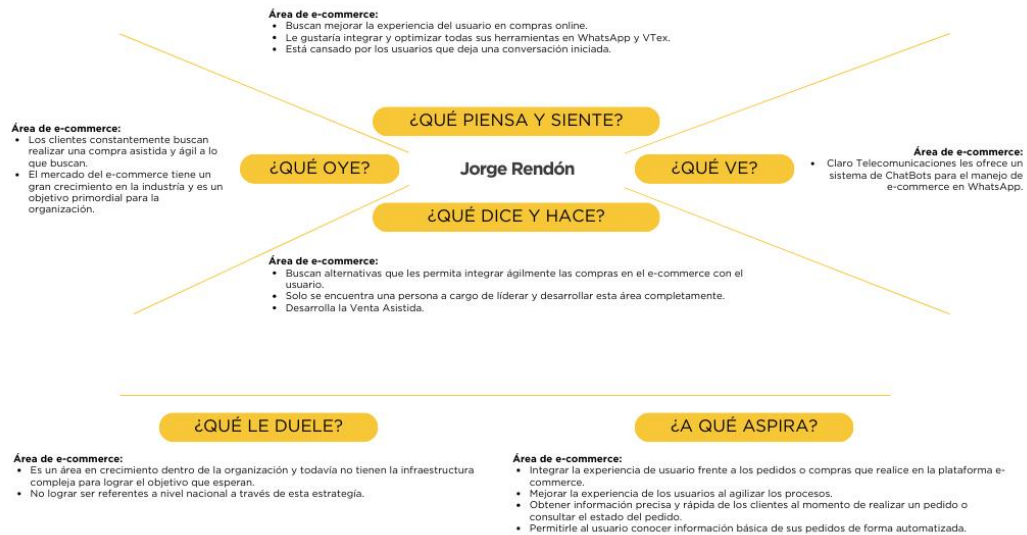 Área de e-commerce:
• Buscan mejorar la experiencia del usuario en compras online.
• Le gustaría integrar y optimizar todas sus herramientas en WhatsApp y VTex.
• Está cansado por los usuarios que deja una conversación iniciada.
¿QUÉ PIENSA Y SIENTE?
Área de e-commerce:
• Los clientes constantemente buscan
realizar una compra asistida y ágil a lo
que buscan.
• El mercado del e-commerce tiene un
gran crecimiento en la industria y es un
objetivo primordial para la
organización.
¿QUÉ OYE?
Jorge Rendón
¿QUÉ VE?
Área de e-commerce:
• Claro Telecomunicaciones les ofrece un
sistema de ChatBots para el manejo de
e-commerce en WhatsApp.
¿QUÉ DICE Y HACE?
Área de e-commerce:
• Buscan alternativas que les permita integrar ágilmente las compras en el e-commerce con el
usuario.
• Solo se encuentra una persona a cargo de líderar y desarrollar esta área completamente.
• Desarrolla la Venta Asistida.
¿QUÉ LE DUELE?
Área de e-commerce:
• Es un área en crecimiento dentro de la organización y todavía no tienen la infraestructura
compleja para lograr el objetivo que esperan.
• No lograr ser referentes a nivel nacional a través de esta estrategía.
¿A QUÉ ASPIRA?
Área de e-commerce:
• Integrar la experiencia de usuario frente a los pedidos o compras que realice en la plataforma e-
commerce.
• Mejorar la experiencia de los usuarios al agilizar los procesos.
• Obtener información precisa y rápida de los clientes al momento de realizar un pedido o
consultar el estado del pedido.
• Permitirle al usuario conocer información básica de sus pedidos de forma automatizada.